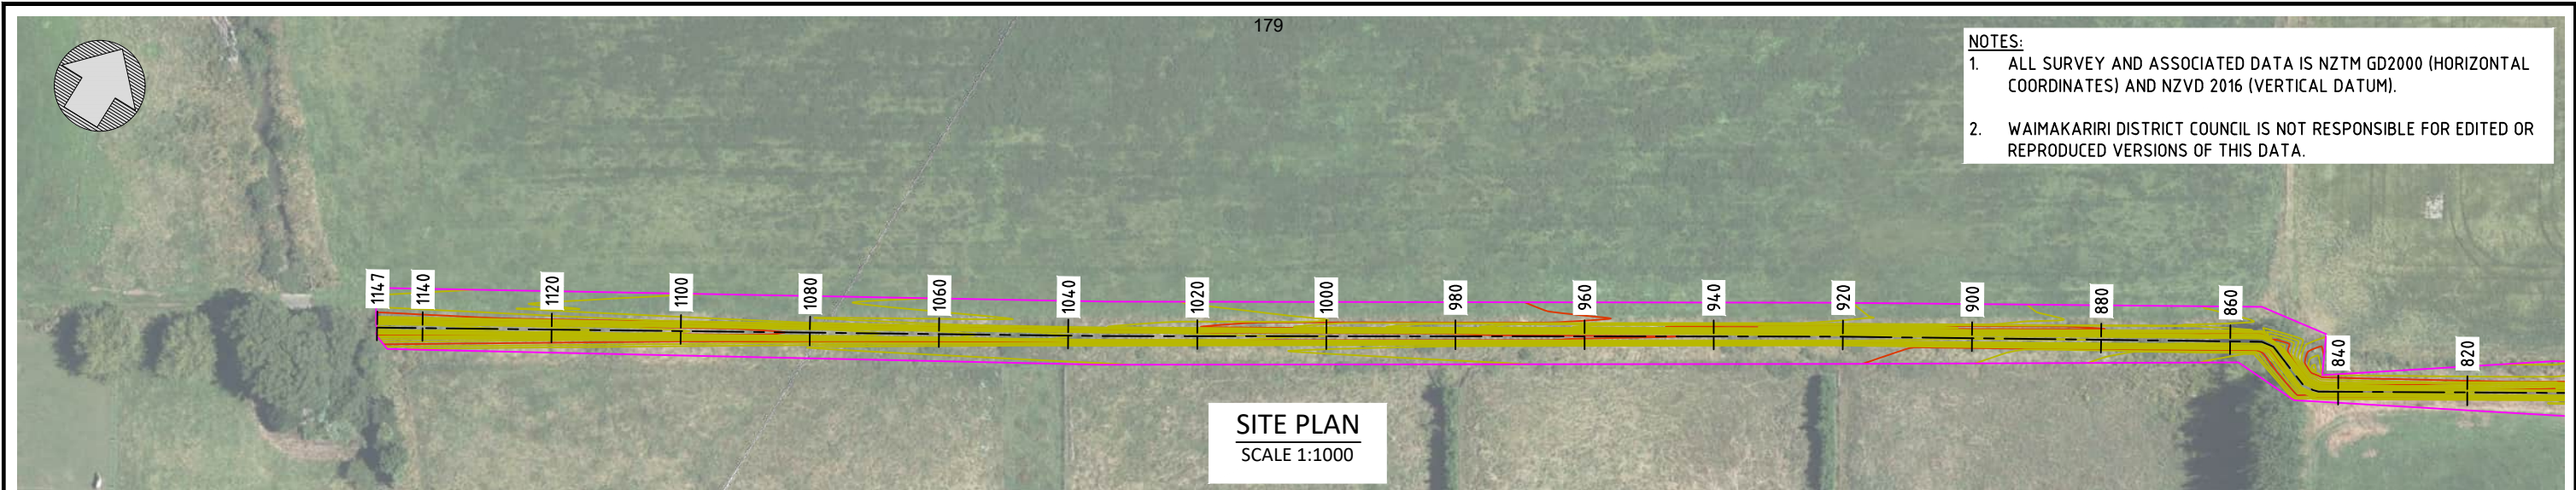 179
NOTES:
1. ALL SURVEY AND ASSOCIATED DATA IS NZTM GD2000 (HORIZONTAL
COORDINATES) AND NZVD 2016 (VERTICAL DATUM).
2. WAIMAKARIRI DISTRICT COUNCIL IS NOT RESPONSIBLE FOR EDITED OR
REPRODUCED VERSIONS OF THIS DATA.
1147
1140
1120
1100
1080
1060
1040
1020
1000
980
960
940
920
900
880
860
840
820
SITE PLAN
SCALE 1:1000